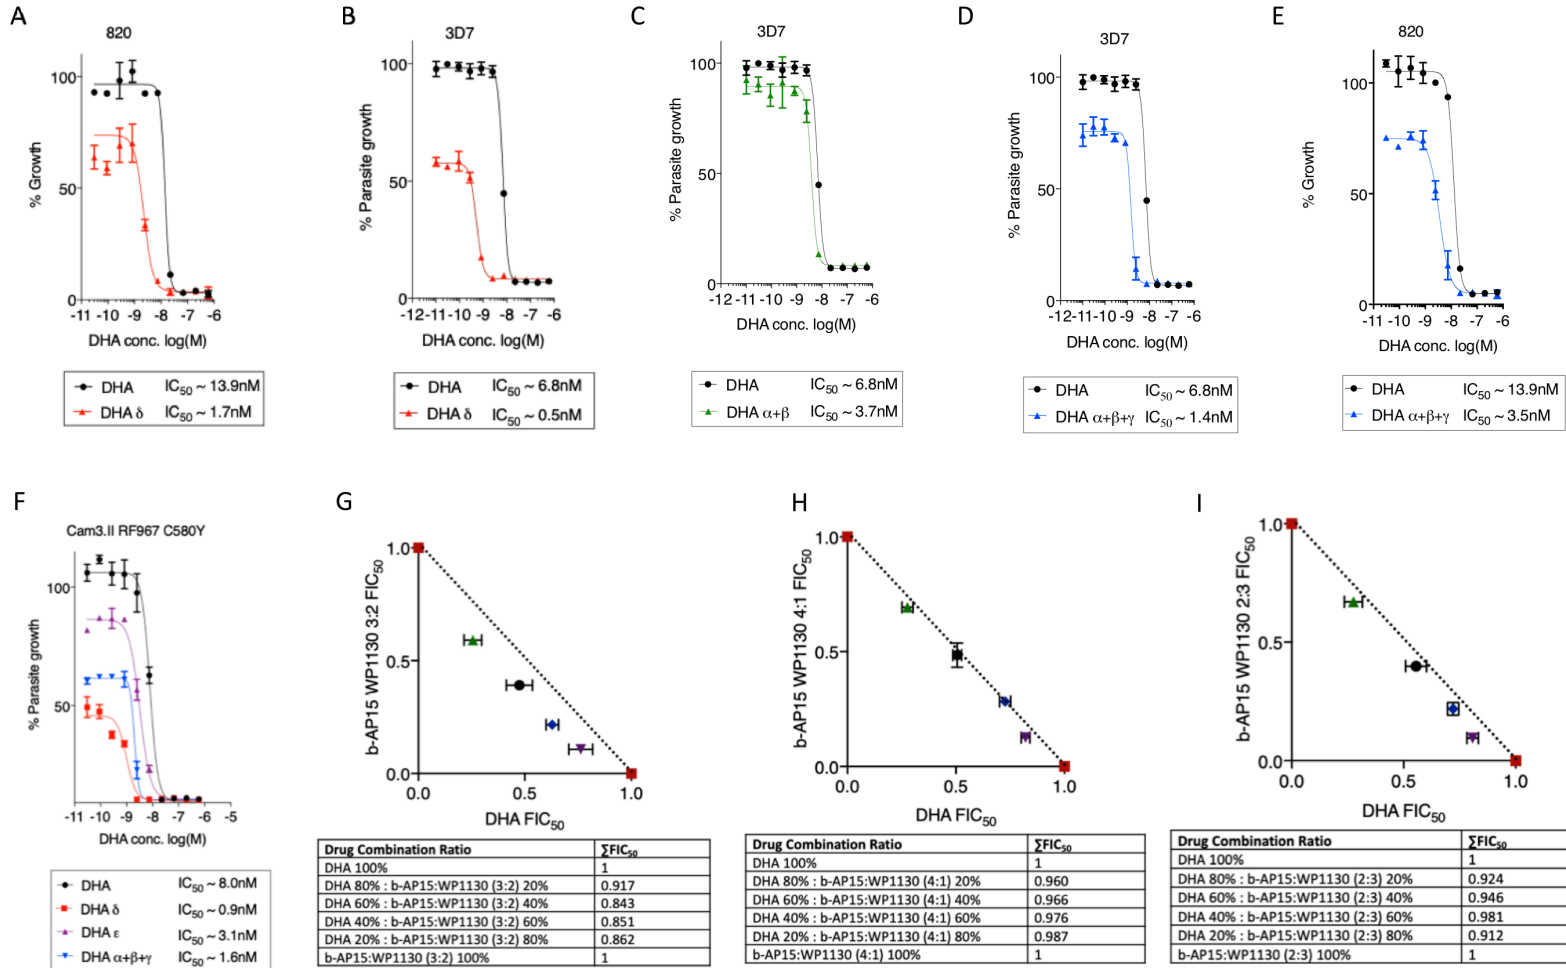 A
820
100
50
0
% Growth
-11 -10 -9 -8 -7 -6
DHA conc. log(M)
DHA IC50 ~ 13.9nM
DHA δ IC50 ~ 1.7nM
B
3D7
100
50
0
% Parasite growth
-12 -11 -10 -9 -8 -7 -6
DHA conc. log(M)
DHA IC50 ~ 6.8nM
DHA δ IC50 ~ 0.5nM
C
3D7
100
50
0
% Parasite growth
-12 -11 -10 -9 -8 -7 -6
DHA conc. log(M)
DHA IC50 ~ 6.8nM
DHA α+β IC50 ~ 3.7nM
D
3D7
100
50
0
% Parasite growth
-12 -11 -10 -9 -8 -7 -6
DHA conc. log(M)
DHA IC50 ~ 6.8nM
DHA α+β+γ IC50 ~ 1.4nM
E
820
100
50
0
% Growth
-11 -10 -9 -8 -7 -6
DHA conc. log(M)
DHA IC50 ~ 13.9nM
DHA α+β+γ IC50 ~ 3.5nM
F
Cam3.II RF967 C580Y
100
50
% Parasite growth
-11 -10 -9 -8 -7 -6 -5
DHA conc. log(M)
DHA IC50 ~ 8.0nM
DHA δ IC50 ~ 0.9nM
DHA ε IC50 ~ 3.1nM
DHA α+β+γ IC50 ~ 1.6nM
G
b-AP15 WP1130 3:2 FIC50
1.0
0.5
0.0
0.0 0.5 1.0
DHA FIC50
Drug Combination Ratio ∑FIC50
DHA 100% 1
DHA 80% : b-AP15:WP1130 (3:2) 20% 0.917
DHA 60% : b-AP15:WP1130 (3:2) 40% 0.843
DHA 40% : b-AP15:WP1130 (3:2) 60% 0.851
DHA 20% : b-AP15:WP1130 (3:2) 80% 0.862
b-AP15:WP1130 (3:2) 100% 1
H
b-AP15 WP1130 4:1 FIC50
1.0
0.5
0.0
0.0 0.5 1.0
DHA FIC50
Drug Combination Ratio ∑FIC50
DHA 100% 1
DHA 80% : b-AP15:WP1130 (4:1) 20% 0.960
DHA 60% : b-AP15:WP1130 (4:1) 40% 0.966
DHA 40% : b-AP15:WP1130 (4:1) 60% 0.976
DHA 20% : b-AP15:WP1130 (4:1) 80% 0.987
b-AP15:WP1130 (4:1) 100% 1
I
b-AP15 WP1130 2:3 FIC50
1.0
0.5
0.0
0.0 0.5 1.0
DHA FIC50
Drug Combination Ratio ∑FIC50
DHA 100% 1
DHA 80% : b-AP15:WP1130 (2:3) 20% 0.924
DHA 60% : b-AP15:WP1130 (2:3) 40% 0.946
DHA 40% : b-AP15:WP1130 (2:3) 60% 0.981
DHA 20% : b-AP15:WP1130 (2:3) 80% 0.912
b-AP15:WP1130 (2:3) 100% 1